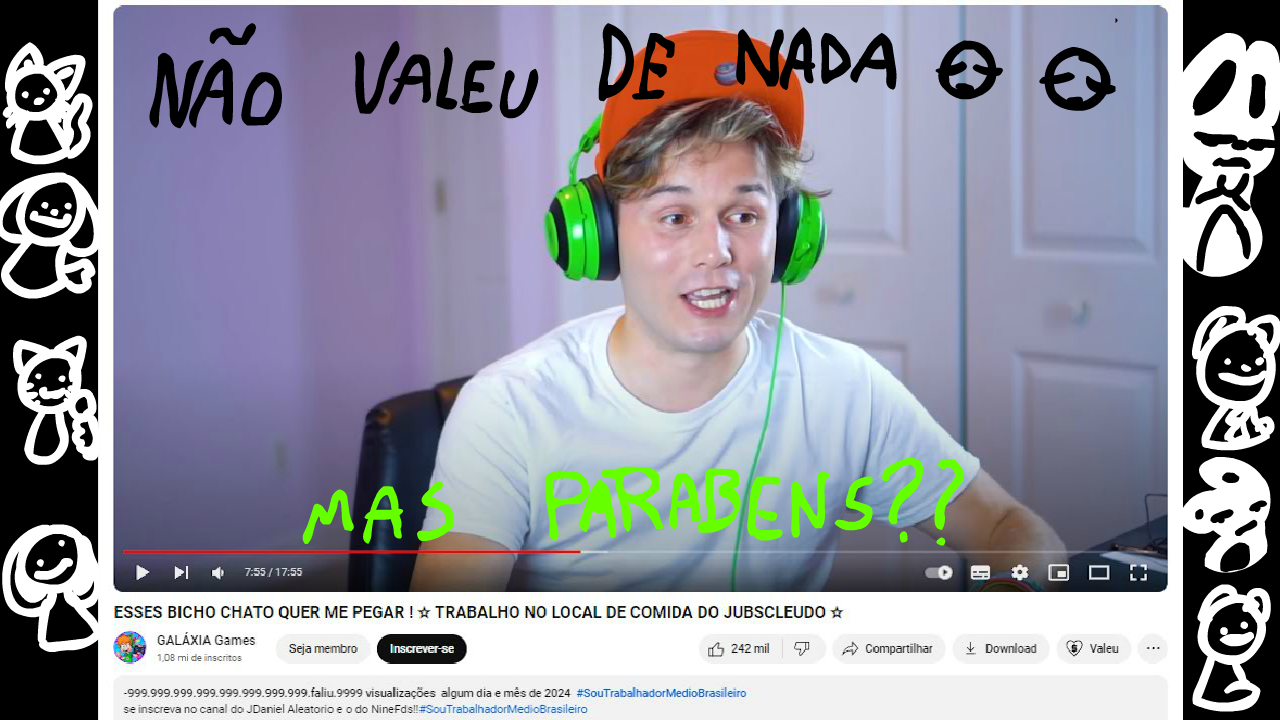 NÃO VALEU DE NADA
MAS PARABENS??
7:55 / 17:55
ESSES BICHO CHATO QUER ME PEGAR ! ☆ TRABALHO NO LOCAL DE COMIDA DO JUBSCLEUDO ☆
GALÁXIA Games
1,08 mi de inscritos
Seja membro
Inscrever-se
242 mil
Compartilhar
Download
Valeu
-999.999.999.999.999.999.999.999.faliu.9999 visualizações algum dia e mês de 2024 #SouTrabalhadorMedioBrasileiro
se inscreva no canal do JDaniel Aleatorio e o do NineFds!!#SouTrabalhadorMedioBrasileiro